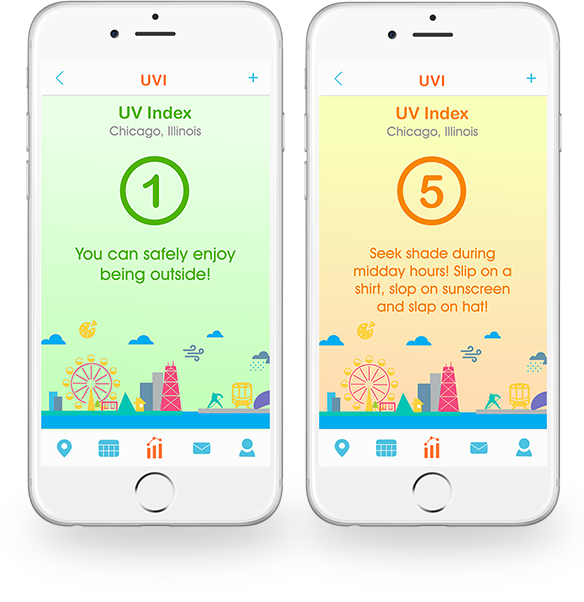 UVI
+
UV Index
Chicago, Illinois
1
You can safely enjoy
being outside!
UVI
+
UV Index
Chicago, Illinois
5
Seek shade during
midday hours! Slip on a
shirt, slop on sunscreen
and slap on hat!